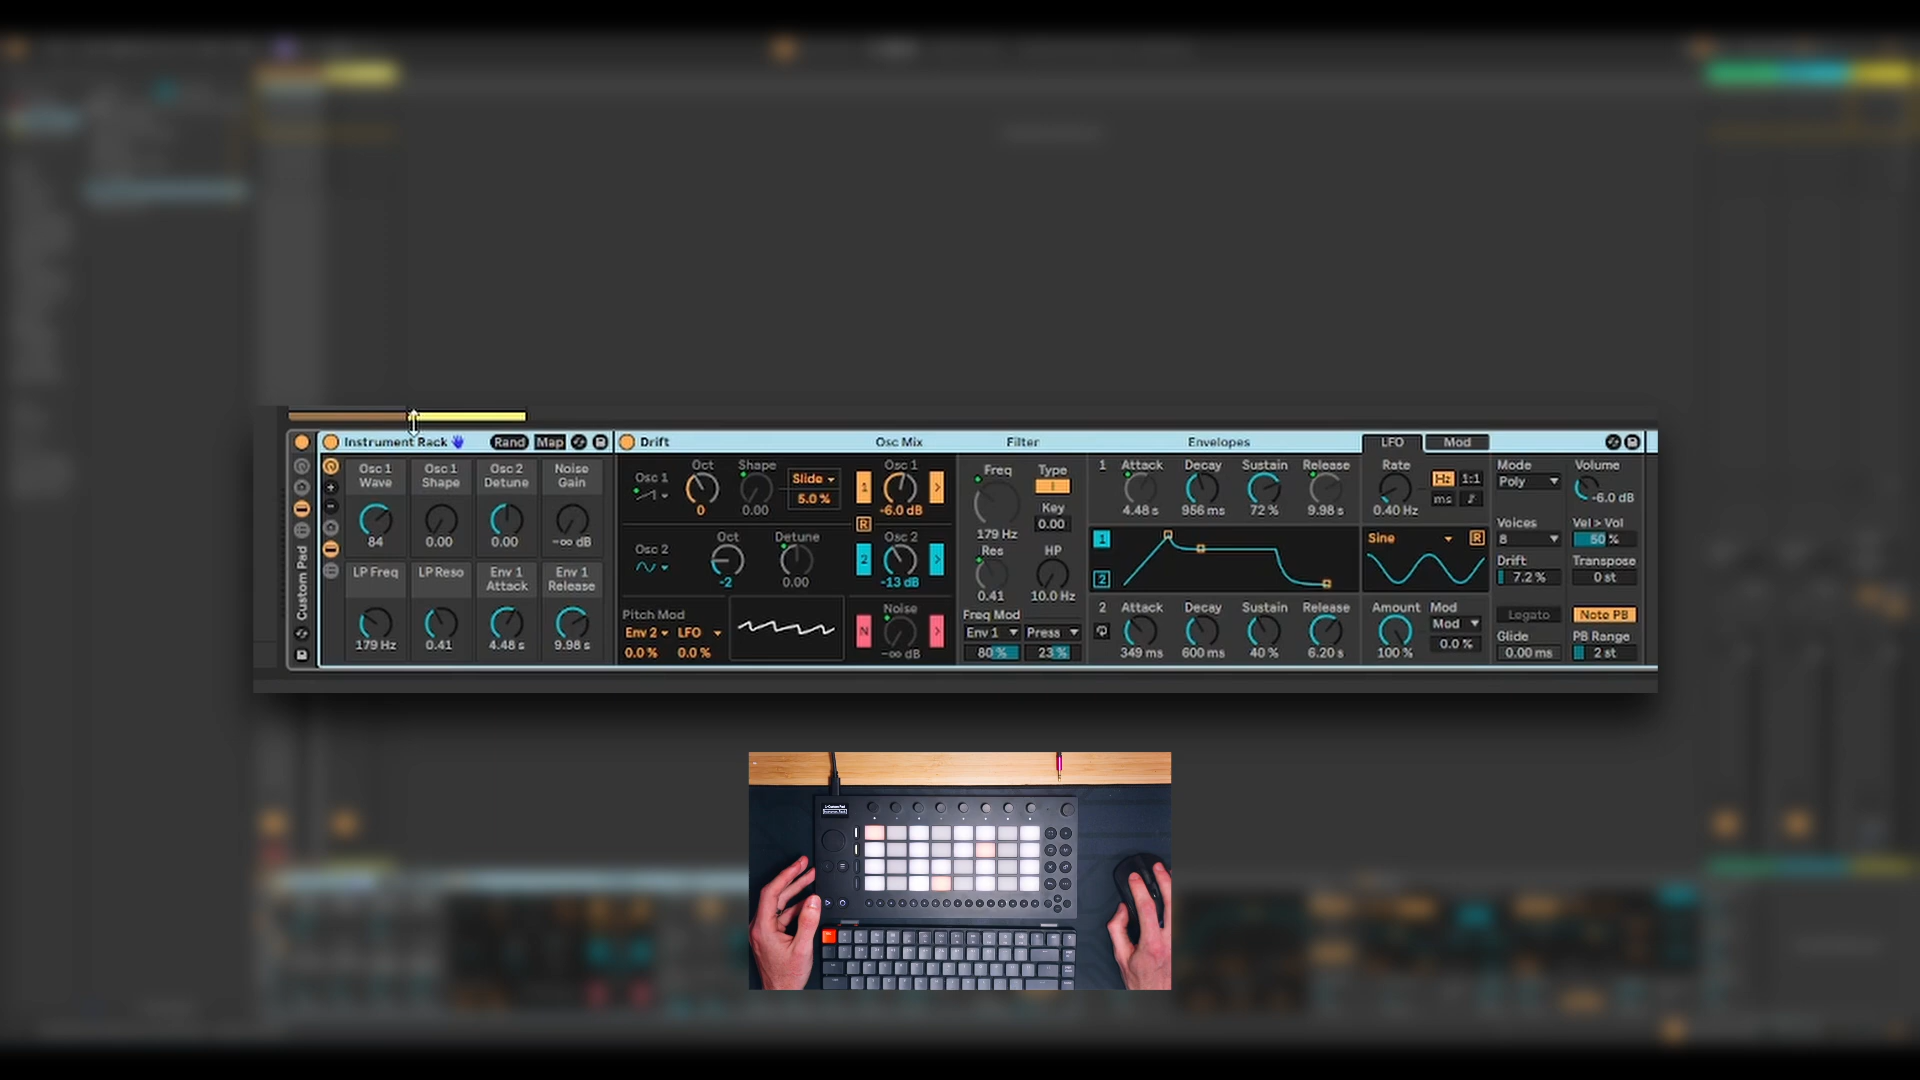 Instrument Rack Rand Map
Drift Osc Mix Filter Envelopes LFO Mod
Custom Pad
Osc 1 Wave
84
Osc 1 Shape
0.00
Osc 2 Detune
0.00
Noise Gain
-∞ dB
LP Freq
179 Hz
LP Reso
0.41
Env 1 Attack
4.48 s
Env 1 Release
9.98 s
Osc 1
Oct
0
Shape
0.00
Slide
5.0 %
Osc 2
Oct
-2
Detune
0.00
Pitch Mod
Env 2 LFO
0.0 % 0.0 %
1
Osc 1
-6.0 dB
R
2
Osc 2
-13 dB
N
Noise
-∞ dB
Freq
179 Hz
Type
I
Key
0.00
Res
0.41
HP
10.0 Hz
Freq Mod
Env 1 Press
80 % 23 %
1 Attack Decay Sustain Release
4.48 s 956 ms 72 % 9.98 s
1
2
2 Attack Decay Sustain Release
349 ms 600 ms 40 % 6.20 s
Rate
0.40 Hz
Hz 1:1
ms
Sine R
Amount
100 %
Mod
Mod
0.0 %
Mode
Poly
Volume
-6.0 dB
Voices
8
Vel > Vol
50 %
Drift
7.2 %
Transpose
0 st
Legato
Note PB
Glide
0.00 ms
PB Range
2 st